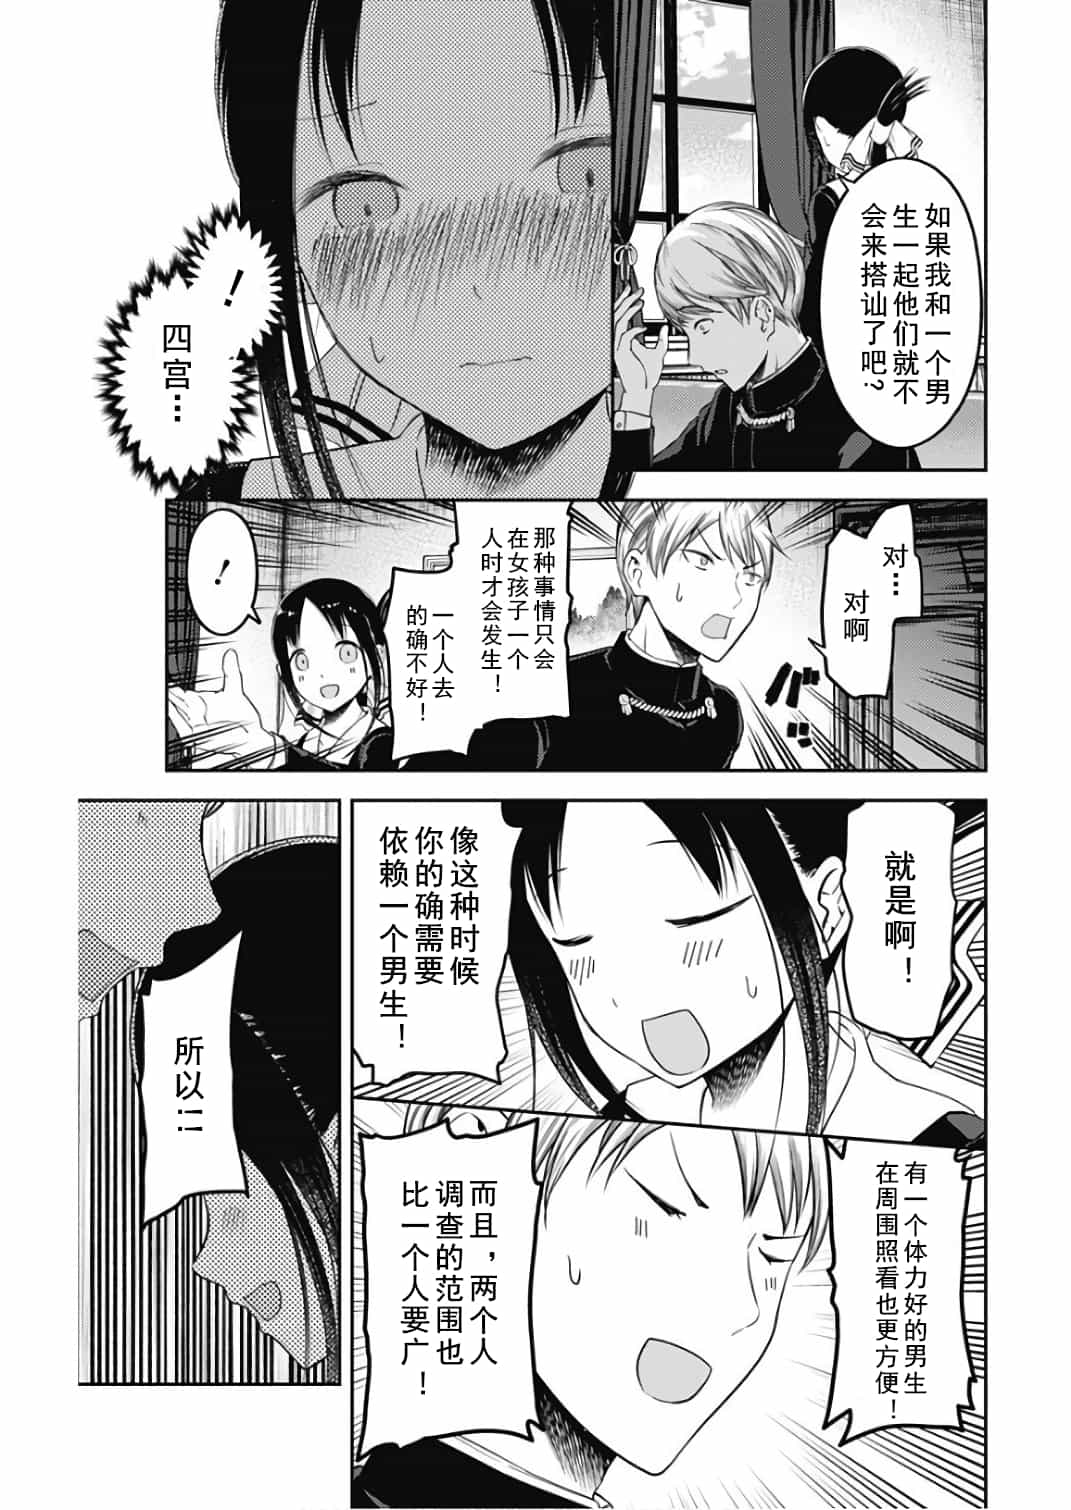 如果我和一个男
生一起他们就不
会来搭讪了吧?
!
四宫…
对…
对啊
那种事情只会
在女孩子一个
人时才会发生!
一个人去
的确不好!
!
就是啊!
像这种时候
你的确需要
依赖一个男生!
有一个体力好的男生
在周围照看也更方便!
而且,两个人
调查的范围也
比一个人要广!
所以!!